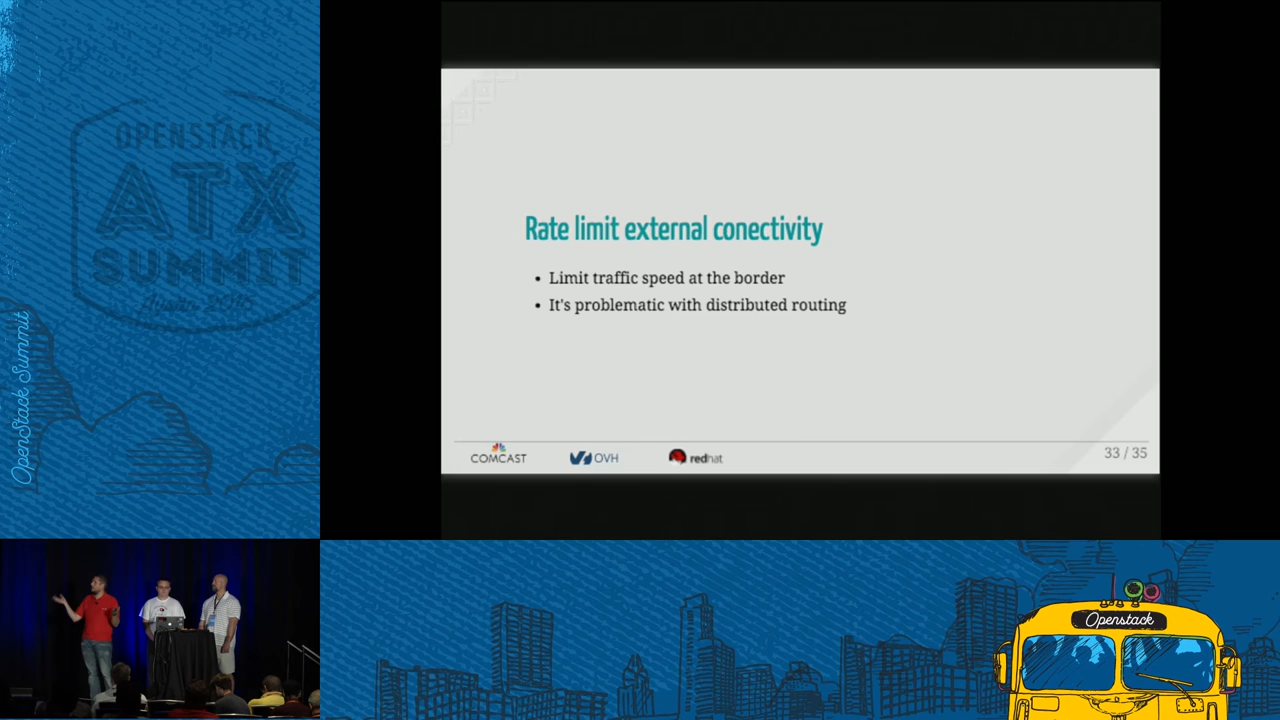 OPENSTACK
ATX
SUMMIT
Austin 2016
OpenStack Summit
Rate limit external conectivity
• Limit traffic speed at the border
• It's problematic with distributed routing
COMCAST
OVH
redhat
33 / 35
Openstack